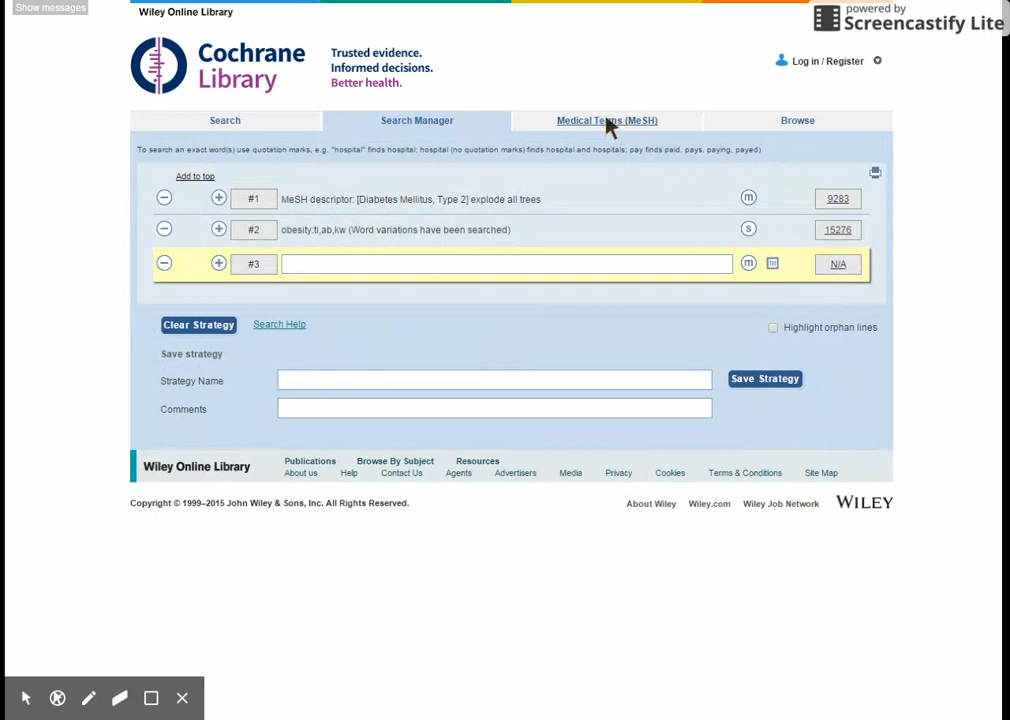 Show messages
powered by
Screencastify Lite
Wiley Online Library
Cochrane
Library
Trusted evidence.
Informed decisions.
Better health.
Log in / Register
Search
Search Manager
Medical Terms (MeSH)
Browse
To search an exact word(s) use quotation marks, e.g. "hospital" finds hospital; hospital (no quotation marks) finds hospital and hospitals; pay finds paid, pays, paying, payed)
Add to top
− + #1 MeSH descriptor: [Diabetes Mellitus, Type 2] explode all trees m 9283
− + #2 obesity:ti,ab,kw (Word variations have been searched) s 15276
− + #3 m N/A
Clear Strategy
Search Help
Highlight orphan lines
Save strategy
Strategy Name
Save Strategy
Comments
Wiley Online Library
Publications Browse By Subject Resources
About us Help Contact Us Agents Advertisers Media Privacy Cookies Terms & Conditions Site Map
Copyright © 1999–2015 John Wiley & Sons, Inc. All Rights Reserved.
About Wiley Wiley.com Wiley Job Network WILEY